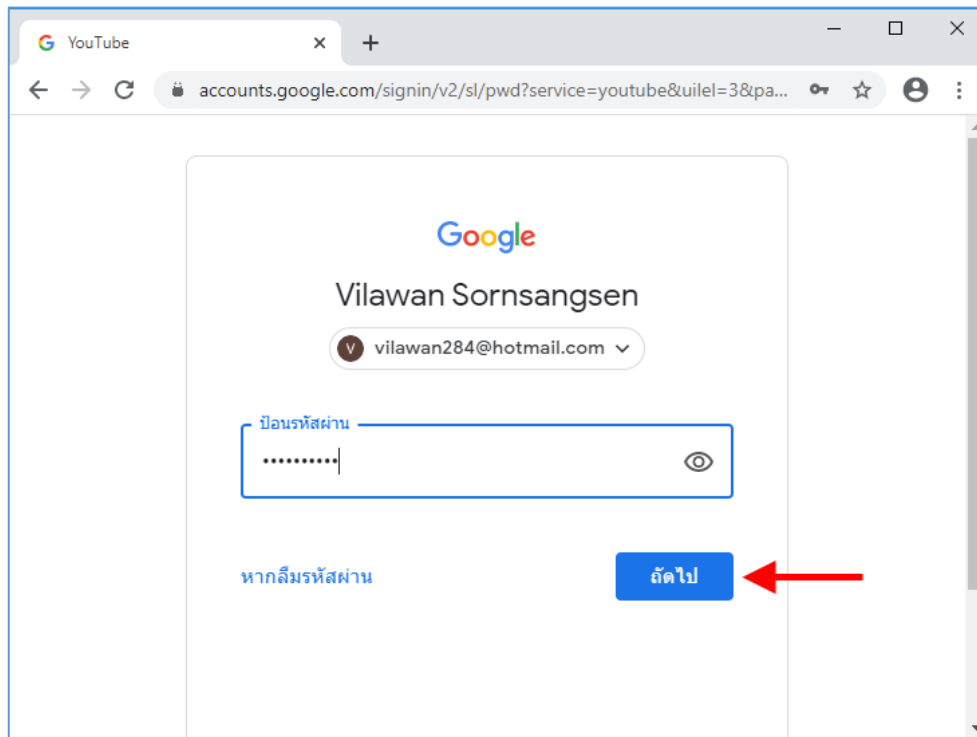 YouTube
accounts.google.com/signin/v2/sl/pwd?service=youtube&uilel=3&pa...
Google
Vilawan Sornsangsen
V vilawan284@hotmail.com
ป้อนรหัสผ่าน
••••••••••
หากลืมรหัสผ่าน
ถัดไป